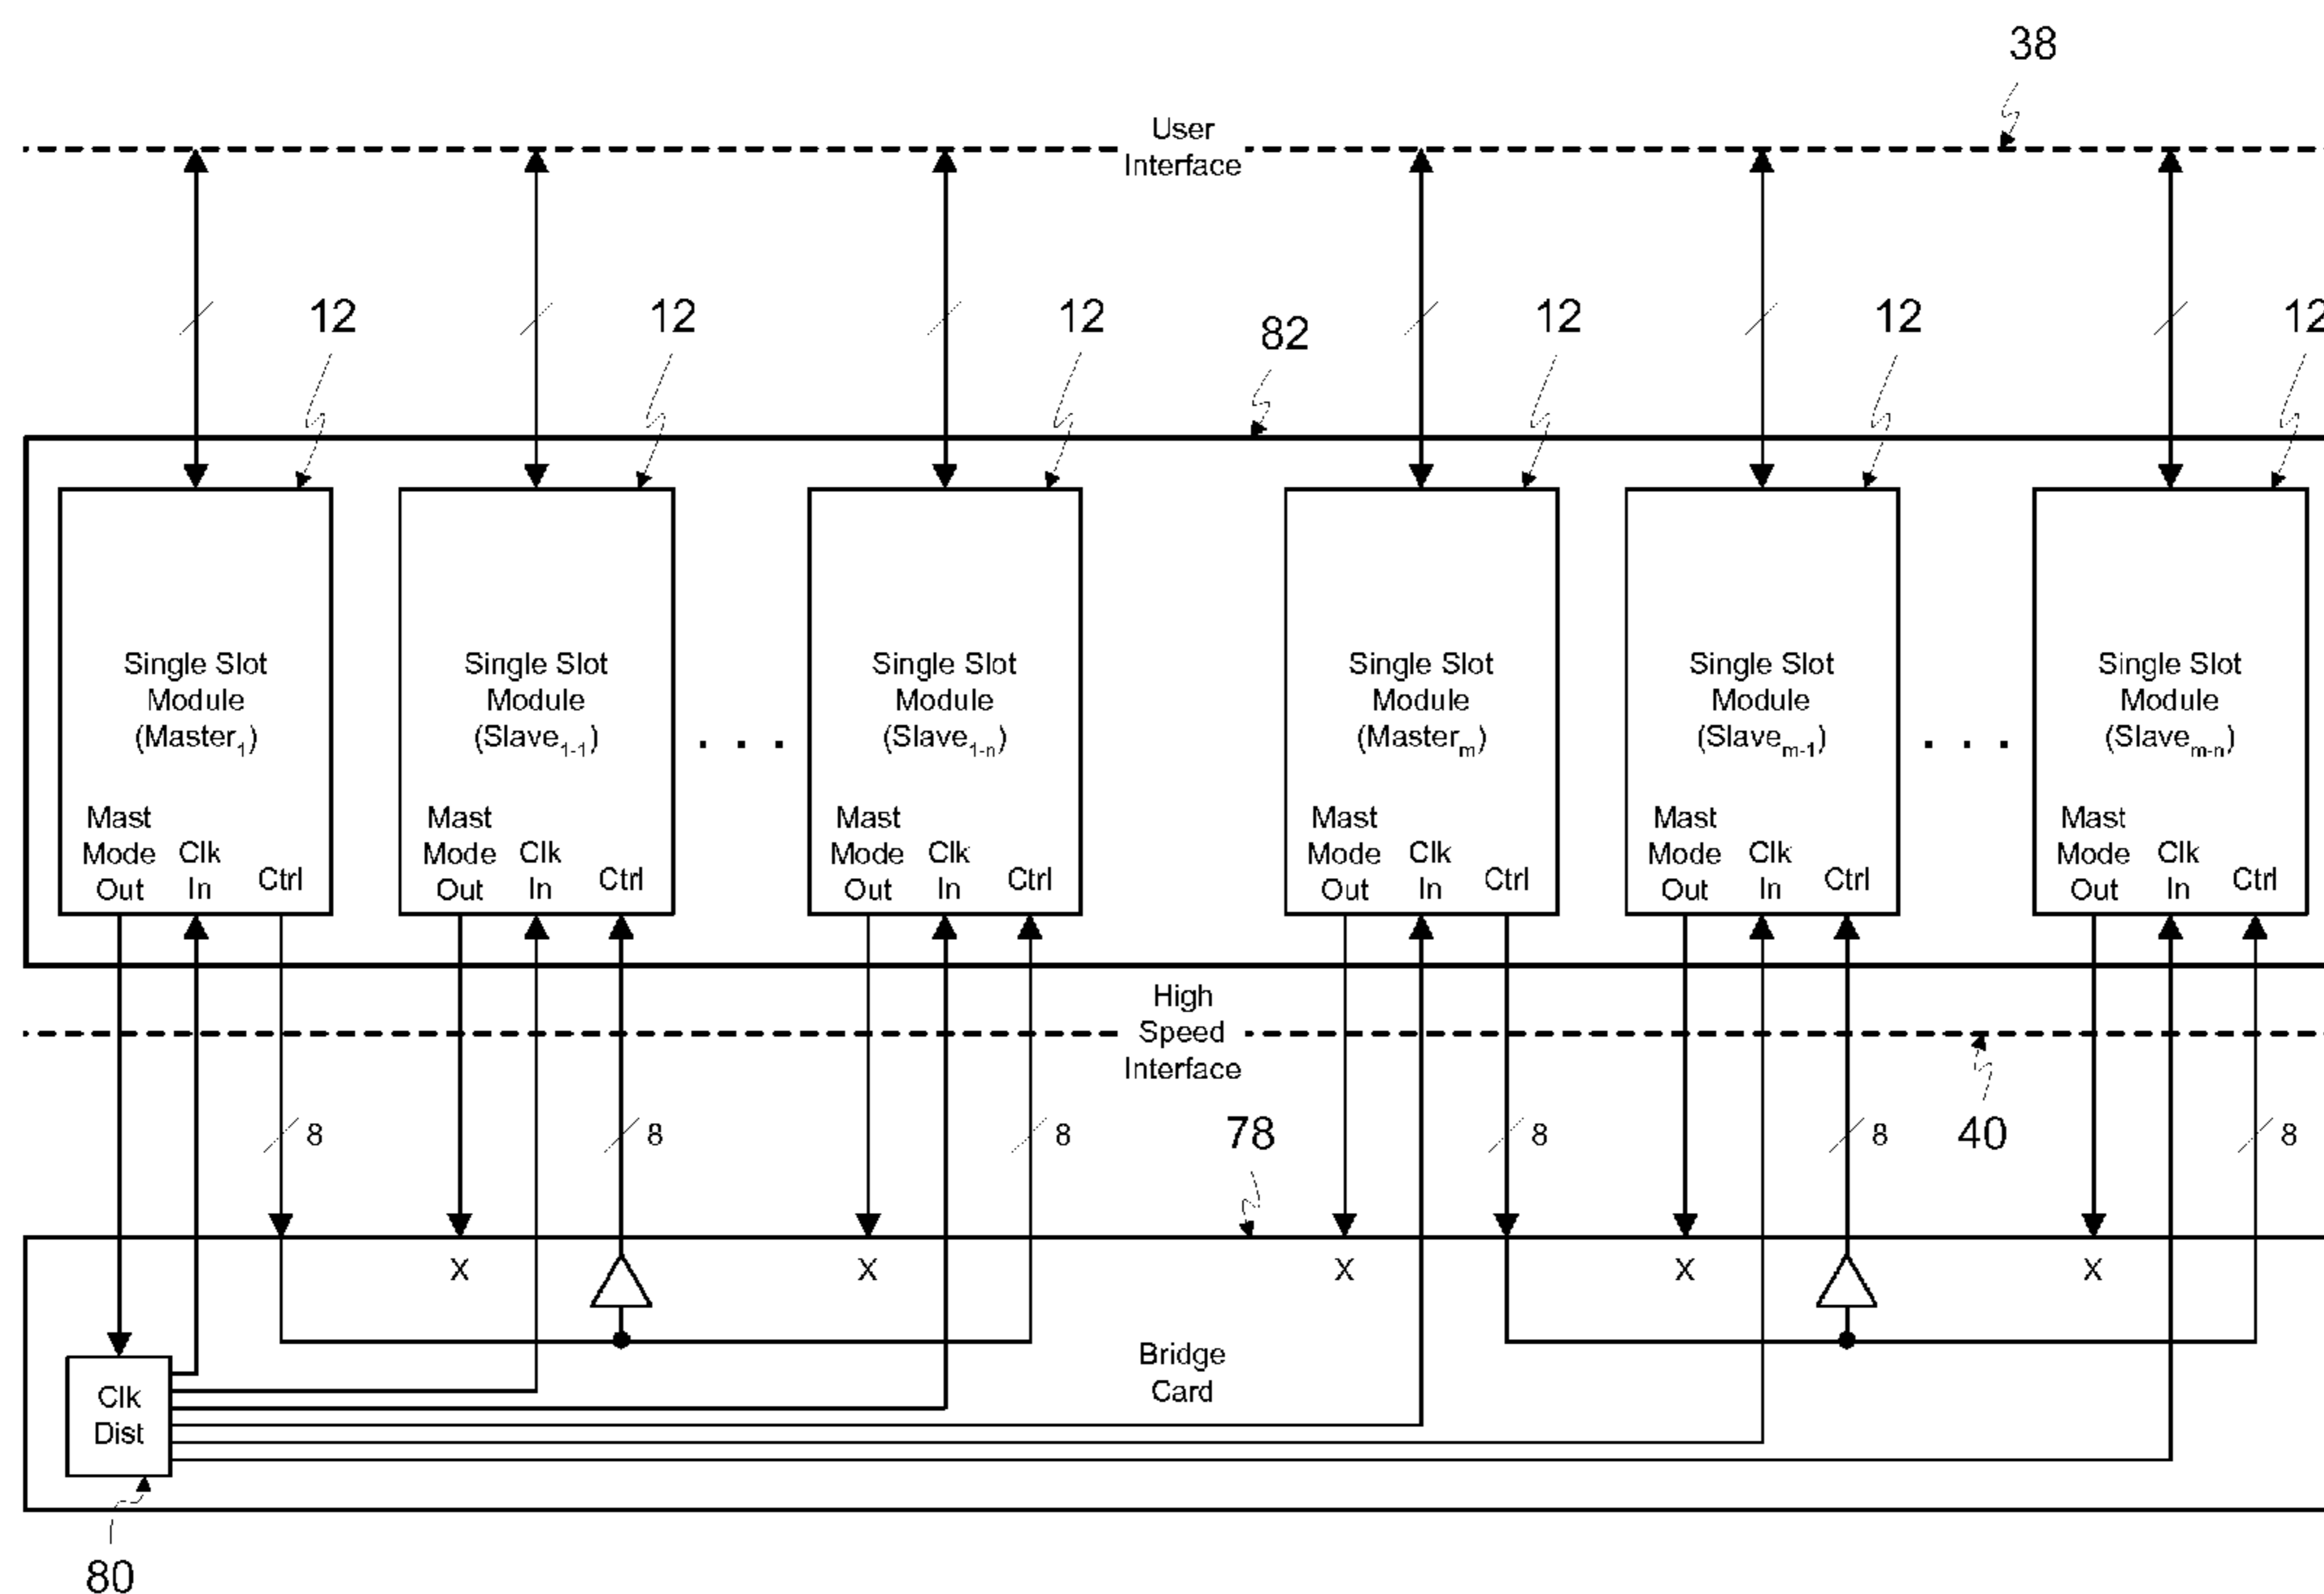 38
User
Interface
12 12 12 82 12 12 12
Single Slot
Module
(Master1)
Mast
Mode
Out
Clk
In
Ctrl
Single Slot
Module
(Slave1-1)
Mast
Mode
Out
Clk
In
Ctrl
. . .
Single Slot
Module
(Slave1-n)
Mast
Mode
Out
Clk
In
Ctrl
Single Slot
Module
(Masterm)
Mast
Mode
Out
Clk
In
Ctrl
Single Slot
Module
(Slavem-1)
Mast
Mode
Out
Clk
In
Ctrl
. . .
Single Slot
Module
(Slavem-n)
Mast
Mode
Out
Clk
In
Ctrl
High
Speed
Interface
8 8 8 78 8 8 40 8
X X X X X
Bridge
Card
Clk
Dist
80